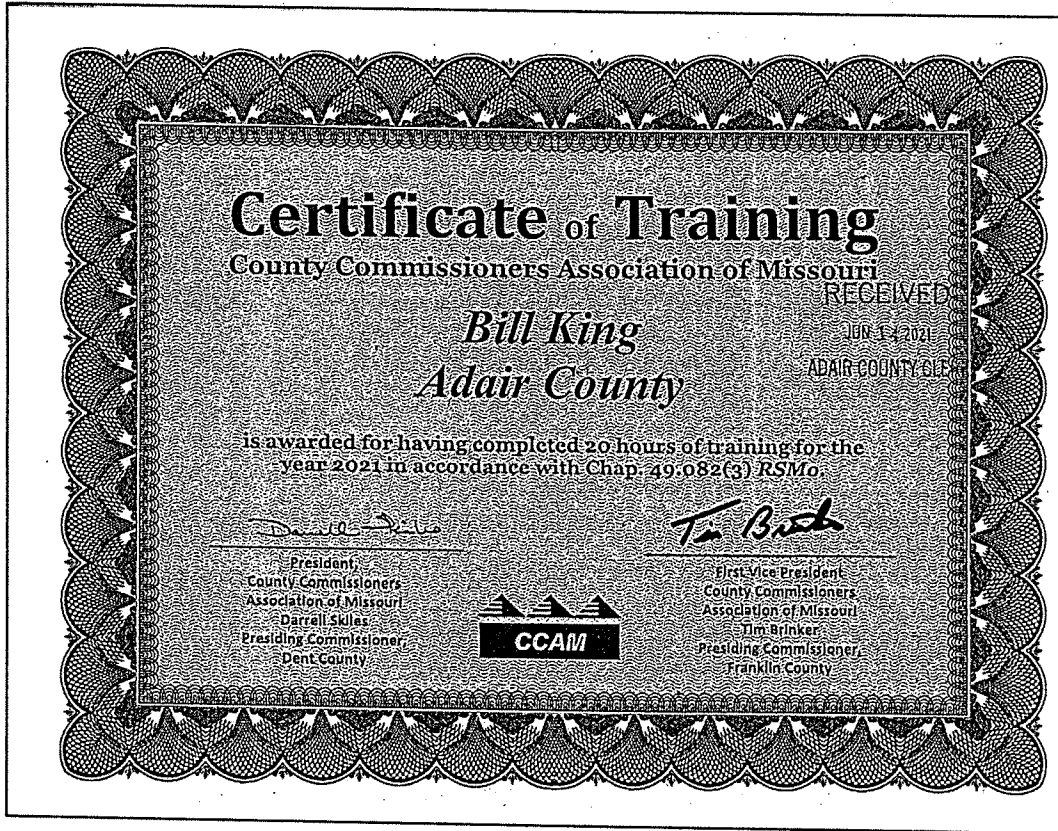 Certificate of Training
County Commissioners Association of Missouri
RECEIVED
Bill King
JUN 14 2021
Adair County
ADAIR COUNTY CLE
is awarded for having completed 20 hours of training for the
year 2021 in accordance with Chap. 49.082(3) RSMo.
Tim Brinker
President,
County Commissioners
Association of Missouri
Darrell Skiles
Presiding Commissioner,
Dent County
CCAM
First Vice President
County Commissioners
Association of Missouri
Tim Brinker
Presiding Commissioner,
Franklin County